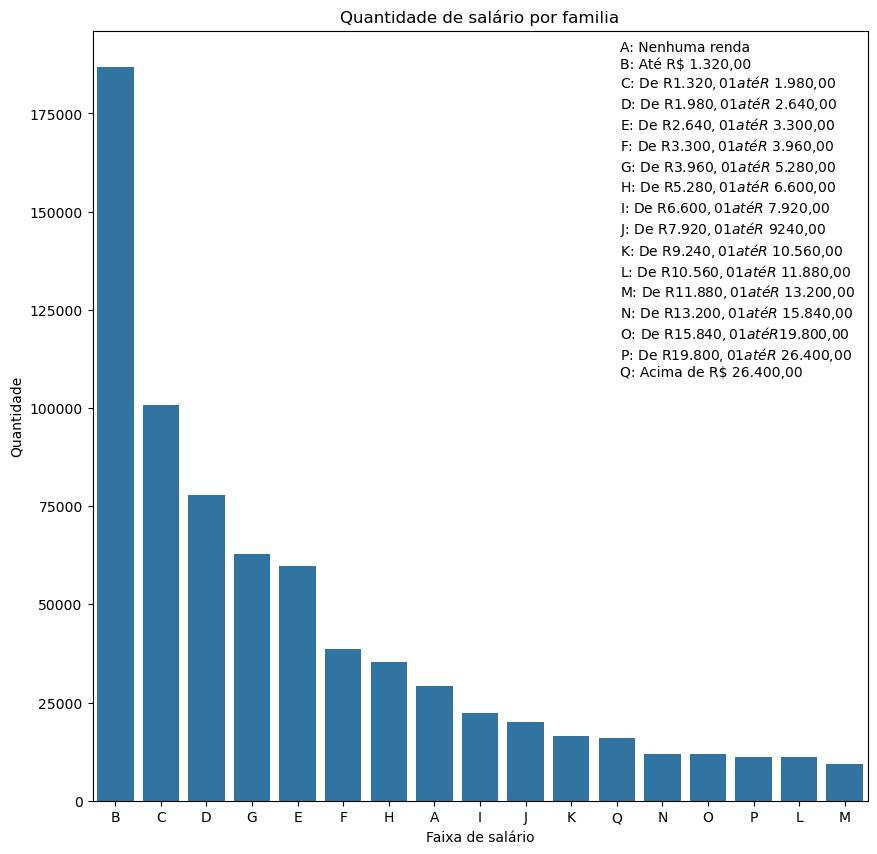 Quantidade de salário por familia
A: Nenhuma renda
B: Até R$ 1.320,00
C: De R1.320,01atéR 1.980,00
D: De R1.980,01atéR 2.640,00
E: De R2.640,01atéR 3.300,00
F: De R3.300,01atéR 3.960,00
G: De R3.960,01atéR 5.280,00
H: De R5.280,01atéR 6.600,00
I: De R6.600,01atéR 7.920,00
J: De R7.920,01atéR 9240,00
K: De R9.240,01atéR 10.560,00
L: De R10.560,01atéR 11.880,00
M: De R11.880,01atéR 13.200,00
N: De R13.200,01atéR 15.840,00
O: De R15.840,01atéR19.800,00
P: De R19.800,01atéR 26.400,00
Q: Acima de R$ 26.400,00
Quantidade
175000
150000
125000
100000
75000
50000
25000
0
B C D G E F H A I J K Q N O P L M
Faixa de salário